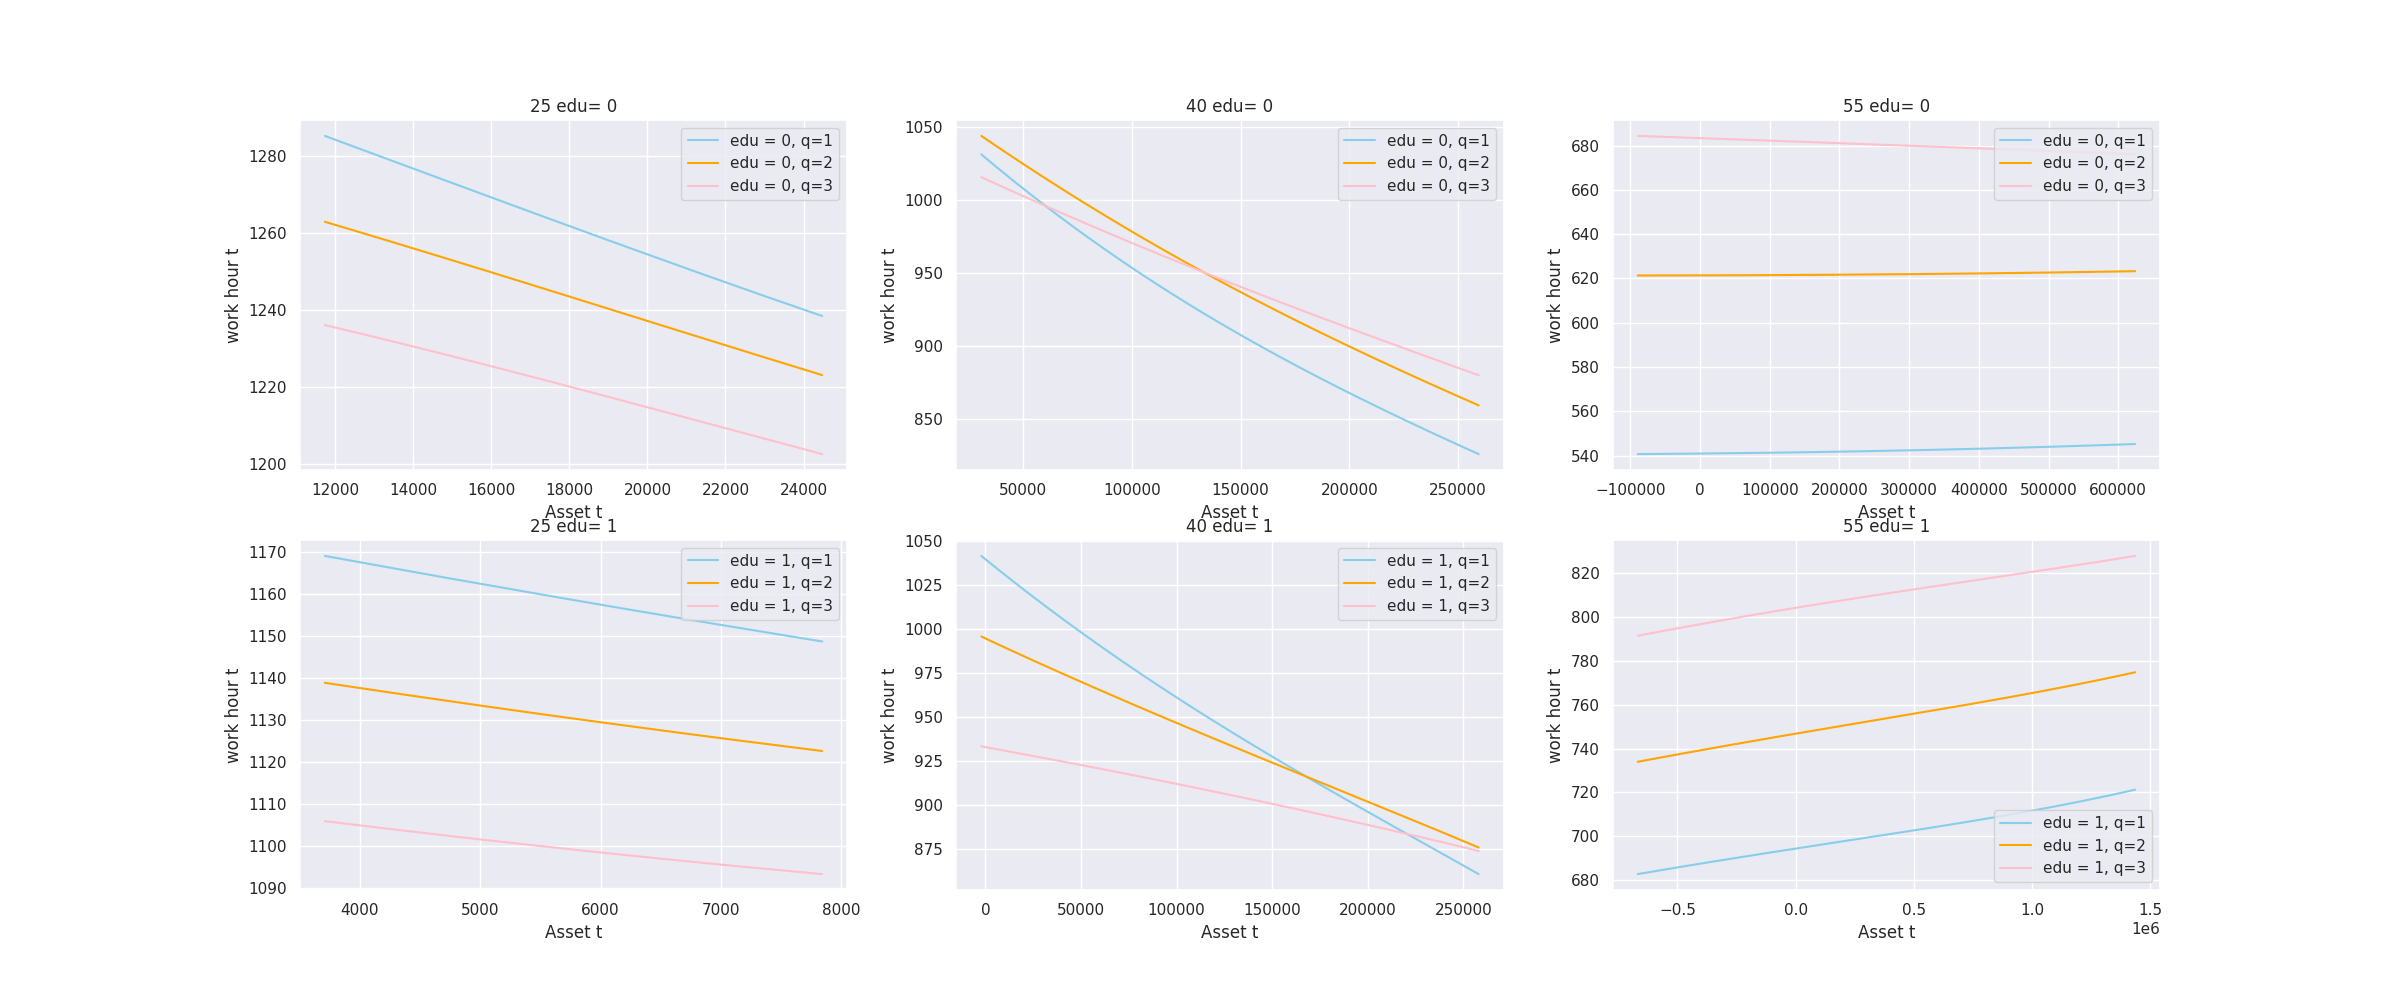 25 edu= 0
1280
1260
1240
1220
1200
work hour t
12000 14000 16000 18000 20000 22000 24000
Asset t
edu = 0, q=1
edu = 0, q=2
edu = 0, q=3
40 edu= 0
1050
1000
950
900
850
work hour t
50000 100000 150000 200000 250000
Asset t
edu = 0, q=1
edu = 0, q=2
edu = 0, q=3
55 edu= 0
680
660
640
620
600
580
560
540
work hour t
−100000 0 100000 200000 300000 400000 500000 600000
Asset t
edu = 0, q=1
edu = 0, q=2
edu = 0, q=3
25 edu= 1
1170
1160
1150
1140
1130
1120
1110
1100
1090
work hour t
4000 5000 6000 7000 8000
Asset t
edu = 1, q=1
edu = 1, q=2
edu = 1, q=3
40 edu= 1
1050
1025
1000
975
950
925
900
875
work hour t
0 50000 100000 150000 200000 250000
Asset t
edu = 1, q=1
edu = 1, q=2
edu = 1, q=3
55 edu= 1
820
800
780
760
740
720
700
680
work hour t
−0.5 0.0 0.5 1.0 1.5
1e6
Asset t
edu = 1, q=1
edu = 1, q=2
edu = 1, q=3